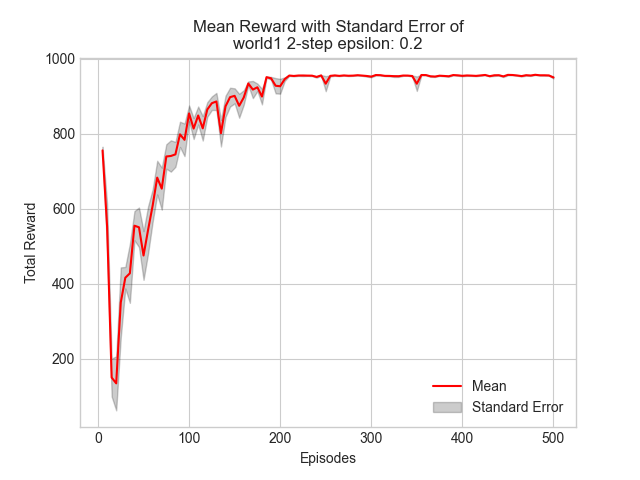 Mean Reward with Standard Error of
world1 2-step epsilon: 0.2
1000
800
600
400
200
Total Reward
Mean
Standard Error
0
100
200
300
400
500
Episodes